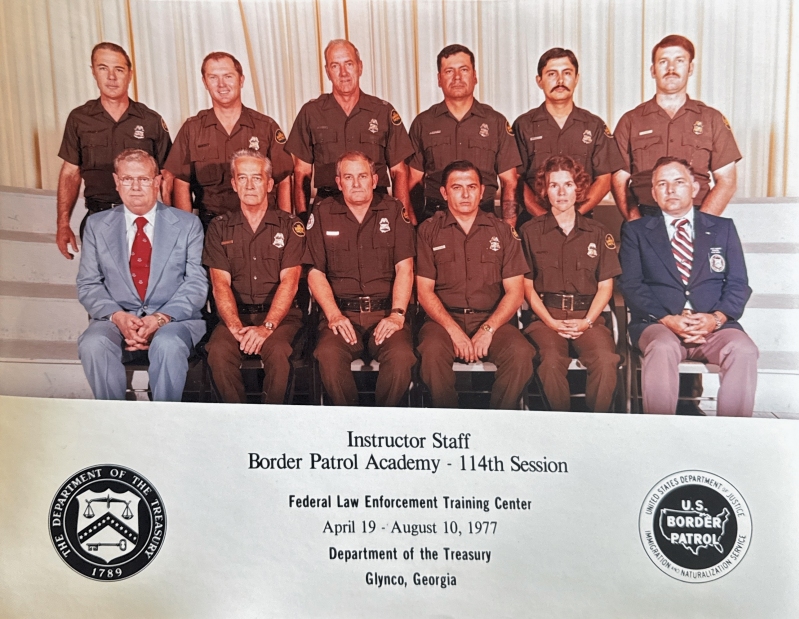 Instructor Staff
Border Patrol Academy - 114th Session
Federal Law Enforcement Training Center
April 19 - August 10, 1977
Department of the Treasury
Glynco, Georgia
THE DEPARTMENT OF THE TREASURY
1789
UNITED STATES DEPARTMENT OF JUSTICE
U.S.
BORDER
PATROL
IMMIGRATION AND NATURALIZATION SERVICE